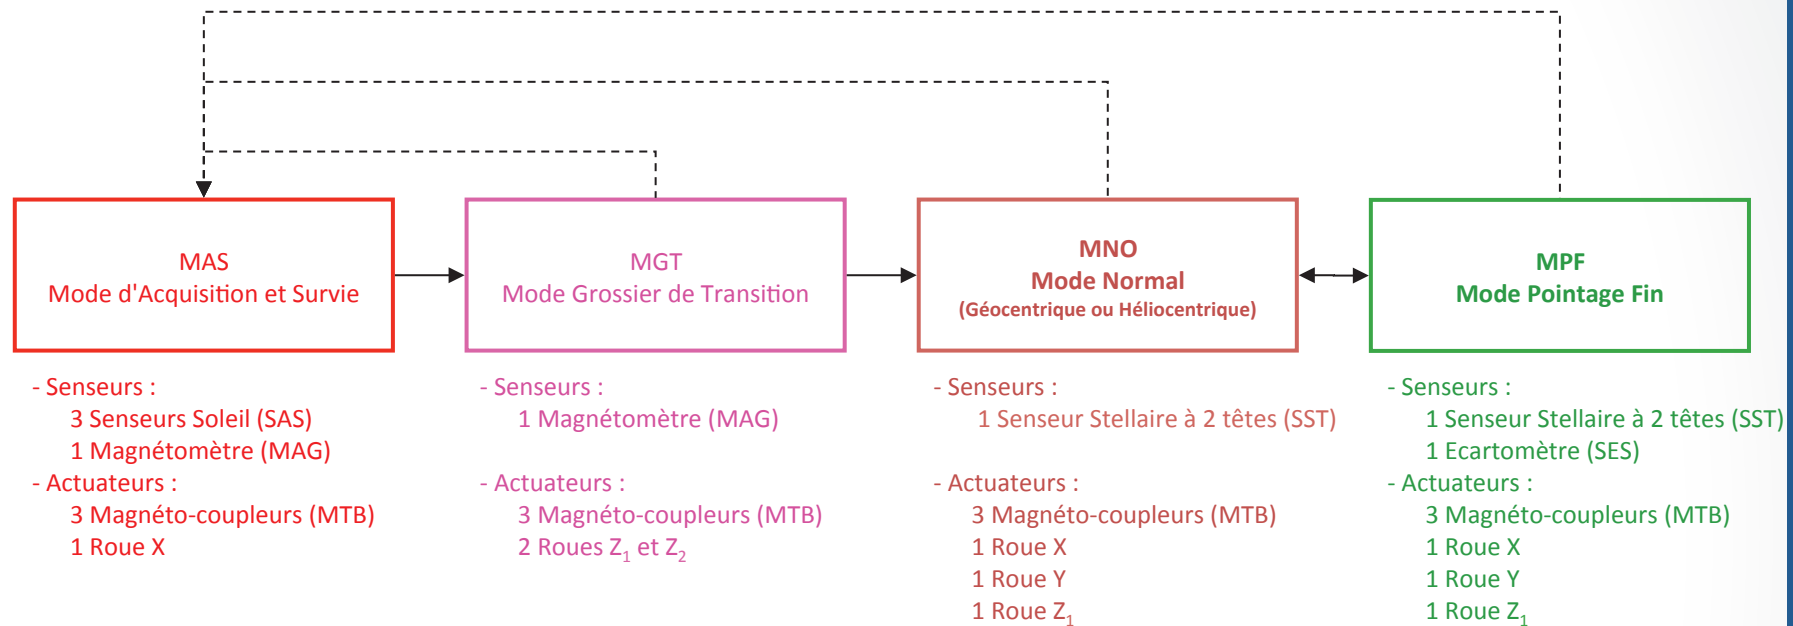 MAS
Mode d'Acquisition et Survie
MGT
Mode Grossier de Transition
MNO
Mode Normal
(Géocentrique ou Héliocentrique)
MPF
Mode Pointage Fin
- Senseurs :
3 Senseurs Soleil (SAS)
1 Magnétomètre (MAG)
- Actuateurs :
3 Magnéto-coupleurs (MTB)
1 Roue X
- Senseurs :
1 Magnétomètre (MAG)
- Actuateurs :
3 Magnéto-coupleurs (MTB)
2 Roues Z₁ et Z₂
- Senseurs :
1 Senseur Stellaire à 2 têtes (SST)
- Actuateurs :
3 Magnéto-coupleurs (MTB)
1 Roue X
1 Roue Y
1 Roue Z₁
- Senseurs :
1 Senseur Stellaire à 2 têtes (SST)
1 Ecartomètre (SES)
- Actuateurs :
3 Magnéto-coupleurs (MTB)
1 Roue X
1 Roue Y
1 Roue Z₁